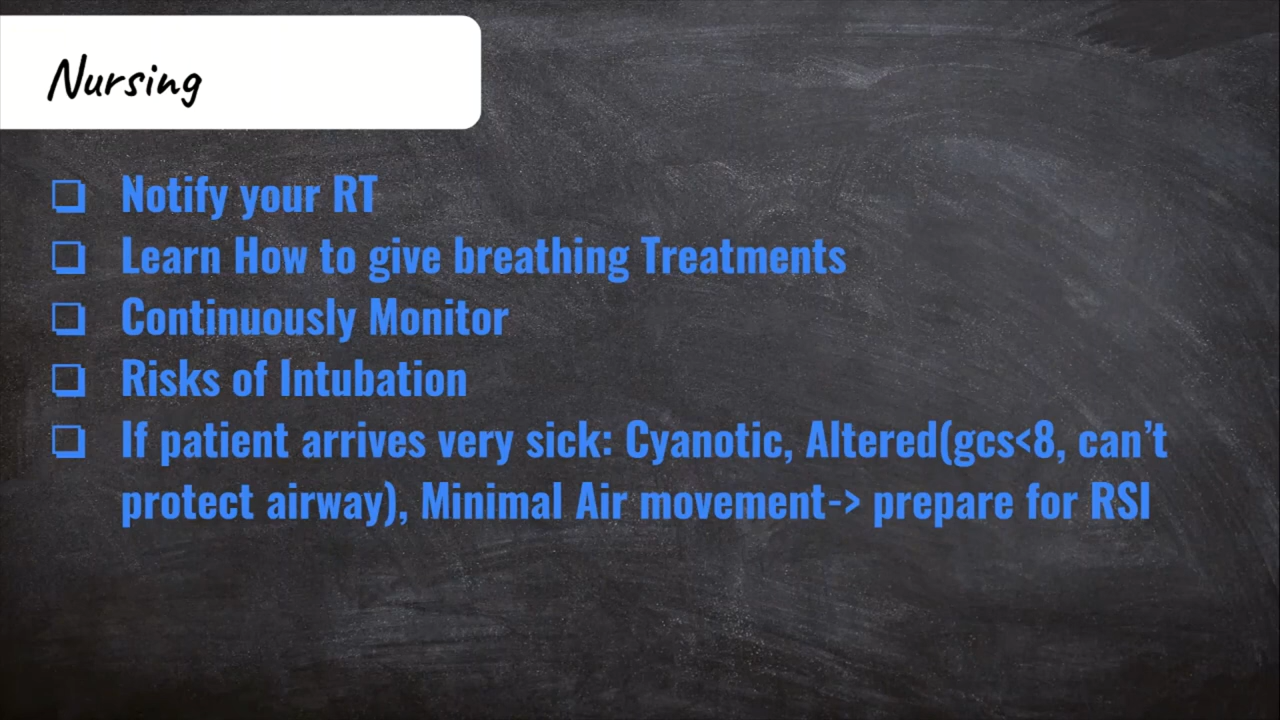 Nursing
❏ Notify your RT
❏ Learn How to give breathing Treatments
❏ Continuously Monitor
❏ Risks of Intubation
❏ If patient arrives very sick: Cyanotic, Altered(gcs<8, can’t
protect airway), Minimal Air movement-> prepare for RSI